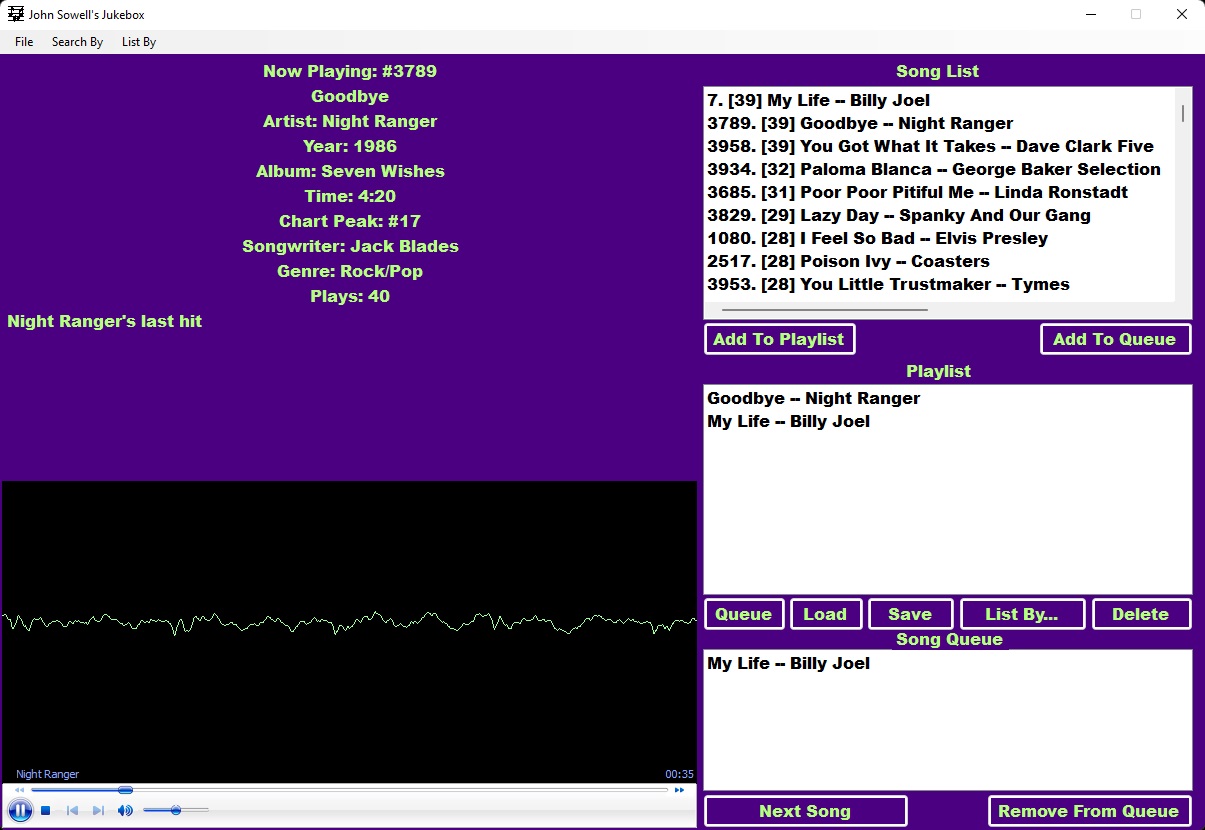 John Sowell's Jukebox
File Search By List By
Now Playing: #3789
Goodbye
Artist: Night Ranger
Year: 1986
Album: Seven Wishes
Time: 4:20
Chart Peak: #17
Songwriter: Jack Blades
Genre: Rock/Pop
Plays: 40
Night Ranger's last hit
Night Ranger 00:35
Song List
7. [39] My Life -- Billy Joel
3789. [39] Goodbye -- Night Ranger
3958. [39] You Got What It Takes -- Dave Clark Five
3934. [32] Paloma Blanca -- George Baker Selection
3685. [31] Poor Poor Pitiful Me -- Linda Ronstadt
3829. [29] Lazy Day -- Spanky And Our Gang
1080. [28] I Feel So Bad -- Elvis Presley
2517. [28] Poison Ivy -- Coasters
3953. [28] You Little Trustmaker -- Tymes
Add To Playlist Add To Queue
Playlist
Goodbye -- Night Ranger
My Life -- Billy Joel
Queue Load Save List By... Delete
Song Queue
My Life -- Billy Joel
Next Song Remove From Queue